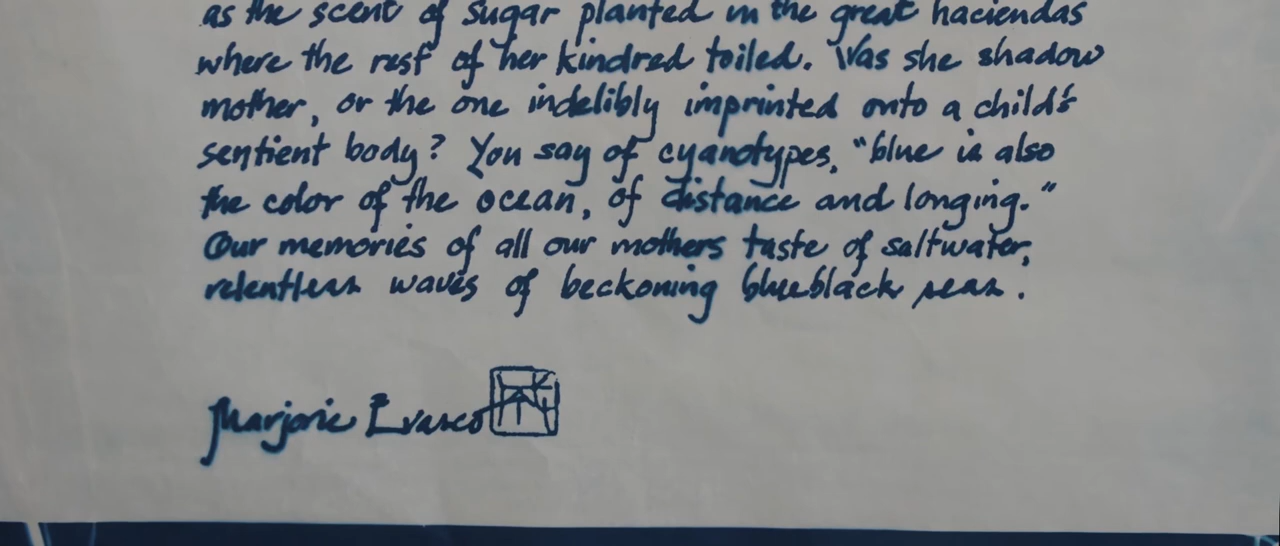 as the scent of sugar planted in the great haciendas
where the rest of her kindred toiled. Was she shadow
mother, or the one indelibly imprinted onto a child's
sentient body? You say of cyanotypes, "blue is also
the color of the ocean, of distance and longing."
Our memories of all our mothers taste of saltwater,
relentless waves of beckoning blueblack seas.
Marjorie Evasco